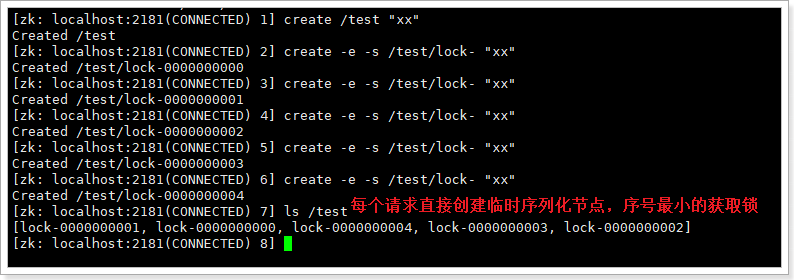 [zk: localhost:2181(CONNECTED) 1] create /test "xx"
Created /test
[zk: localhost:2181(CONNECTED) 2] create -e -s /test/lock- "xx"
Created /test/lock-0000000000
[zk: localhost:2181(CONNECTED) 3] create -e -s /test/lock- "xx"
Created /test/lock-0000000001
[zk: localhost:2181(CONNECTED) 4] create -e -s /test/lock- "xx"
Created /test/lock-0000000002
[zk: localhost:2181(CONNECTED) 5] create -e -s /test/lock- "xx"
Created /test/lock-0000000003
[zk: localhost:2181(CONNECTED) 6] create -e -s /test/lock- "xx"
Created /test/lock-0000000004
[zk: localhost:2181(CONNECTED) 7] ls /test 每个请求直接创建临时序列化节点，序号最小的获取锁
[lock-0000000001, lock-0000000000, lock-0000000004, lock-0000000003, lock-0000000002]
[zk: localhost:2181(CONNECTED) 8]